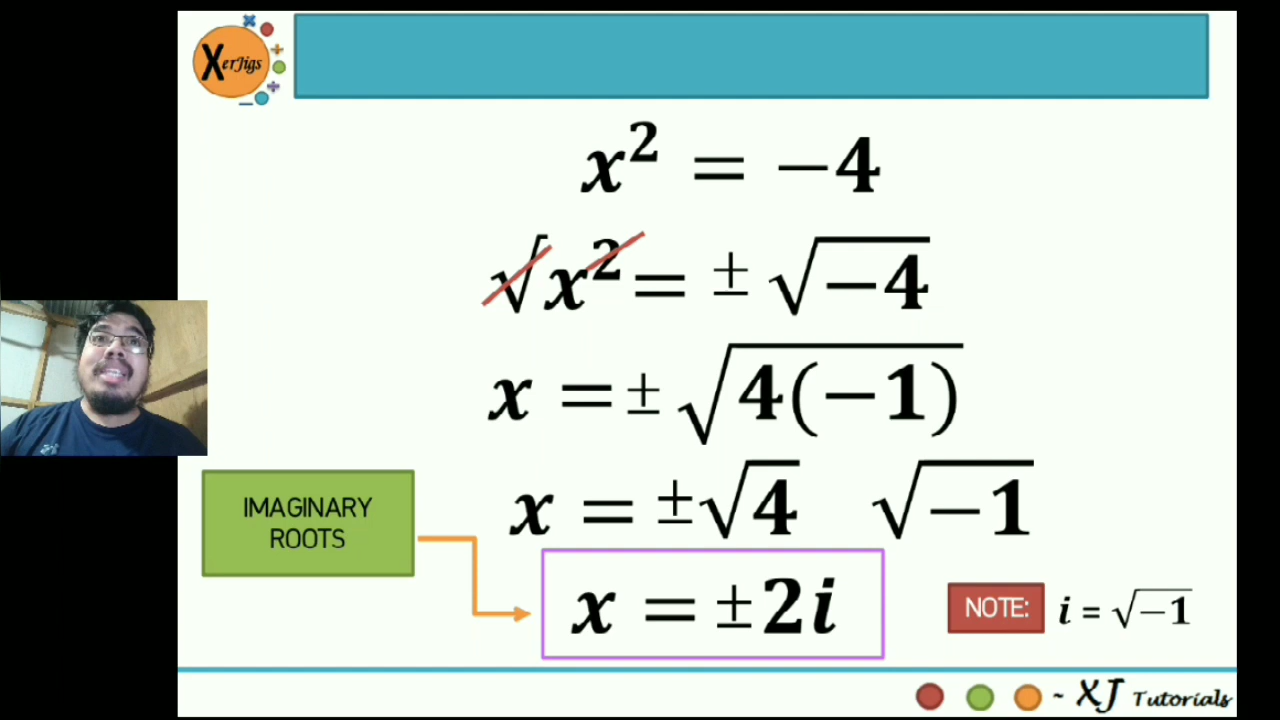 XerJigs
x² = −4
√x² = ± √−4
x = ± √4(−1)
IMAGINARY
ROOTS
x = ±√4 √−1
x = ±2i
NOTE: i = √−1
~ XJ Tutorials